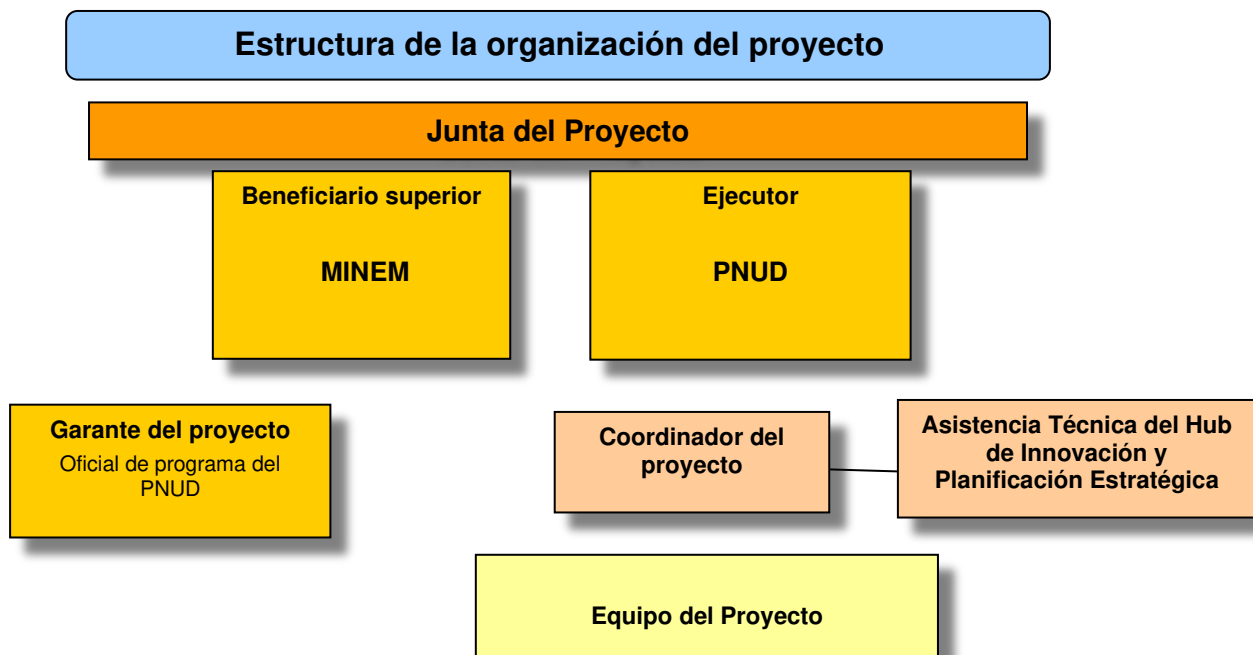 Estructura de la organización del proyecto
Junta del Proyecto
Beneficiario superior
MINEM
Ejecutor
PNUD
Garante del proyecto
Oficial de programa del
PNUD
Coordinador del
proyecto
Asistencia Técnica del Hub
de Innovación y
Planificación Estratégica
Equipo del Proyecto